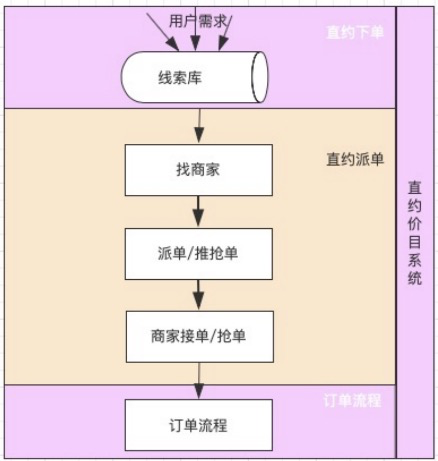 用户需求
直约下单
线索库
直约派单
找商家
直约价目系统
派单/推抢单
商家接单/抢单
订单流程
订单流程